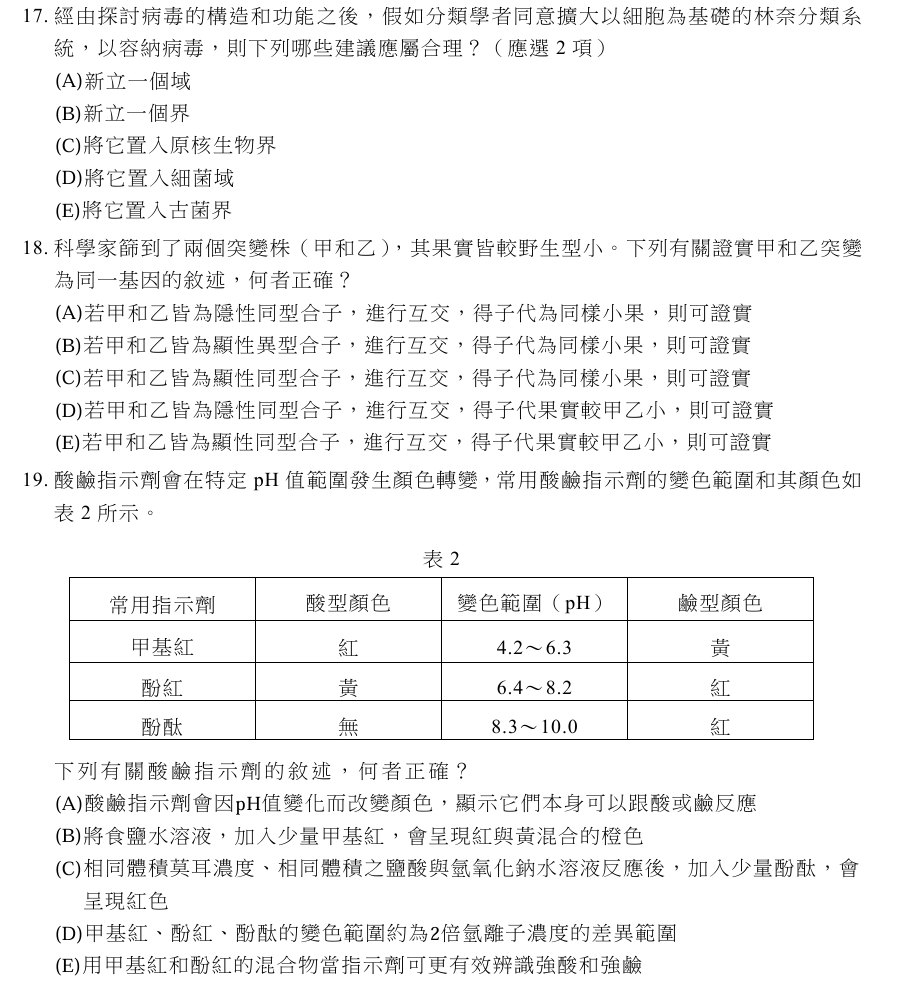 17. 經由探討病毒的構造和功能之後，假如分類學者同意擴大以細胞為基礎的林奈分類系
統，以容納病毒，則下列哪些建議應屬合理？（應選 2 項）
(A)新立一個域
(B)新立一個界
(C)將它置入原核生物界
(D)將它置入細菌域
(E)將它置入古菌界
18. 科學家篩到了兩個突變株（甲和乙），其果實皆較野生型小。下列有關證實甲和乙突變
為同一基因的敘述，何者正確？
(A)若甲和乙皆為隱性同型合子，進行互交，得子代為同樣小果，則可證實
(B)若甲和乙皆為顯性異型合子，進行互交，得子代為同樣小果，則可證實
(C)若甲和乙皆為顯性同型合子，進行互交，得子代為同樣小果，則可證實
(D)若甲和乙皆為隱性同型合子，進行互交，得子代果實較甲乙小，則可證實
(E)若甲和乙皆為顯性同型合子，進行互交，得子代果實較甲乙小，則可證實
19. 酸鹼指示劑會在特定 pH 值範圍發生顏色轉變，常用酸鹼指示劑的變色範圍和其顏色如
表 2 所示。
表 2
常用指示劑 酸型顏色 變色範圍（pH） 鹼型顏色
甲基紅 紅 4.2～6.3 黃
酚紅 黃 6.4～8.2 紅
酚酞 無 8.3～10.0 紅
下列有關酸鹼指示劑的敘述，何者正確？
(A)酸鹼指示劑會因pH值變化而改變顏色，顯示它們本身可以跟酸或鹼反應
(B)將食鹽水溶液，加入少量甲基紅，會呈現紅與黃混合的橙色
(C)相同體積莫耳濃度、相同體積之鹽酸與氫氧化鈉水溶液反應後，加入少量酚酞，會
呈現紅色
(D)甲基紅、酚紅、酚酞的變色範圍約為2倍氫離子濃度的差異範圍
(E)用甲基紅和酚紅的混合物當指示劑可更有效辨識強酸和強鹼